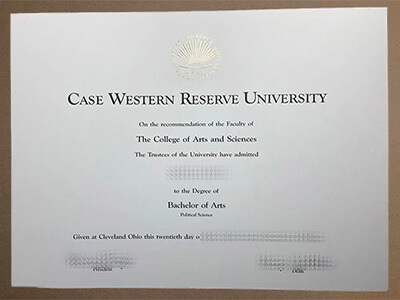 CASE WESTERN RESERVE UNIVERSITY
On the recommendation of the Faculty of
The College of Arts and Sciences
The Trustees of the University have admitted
to the Degree of
Bachelor of Arts
Political Science
Given at Cleveland Ohio this twentieth day o
President